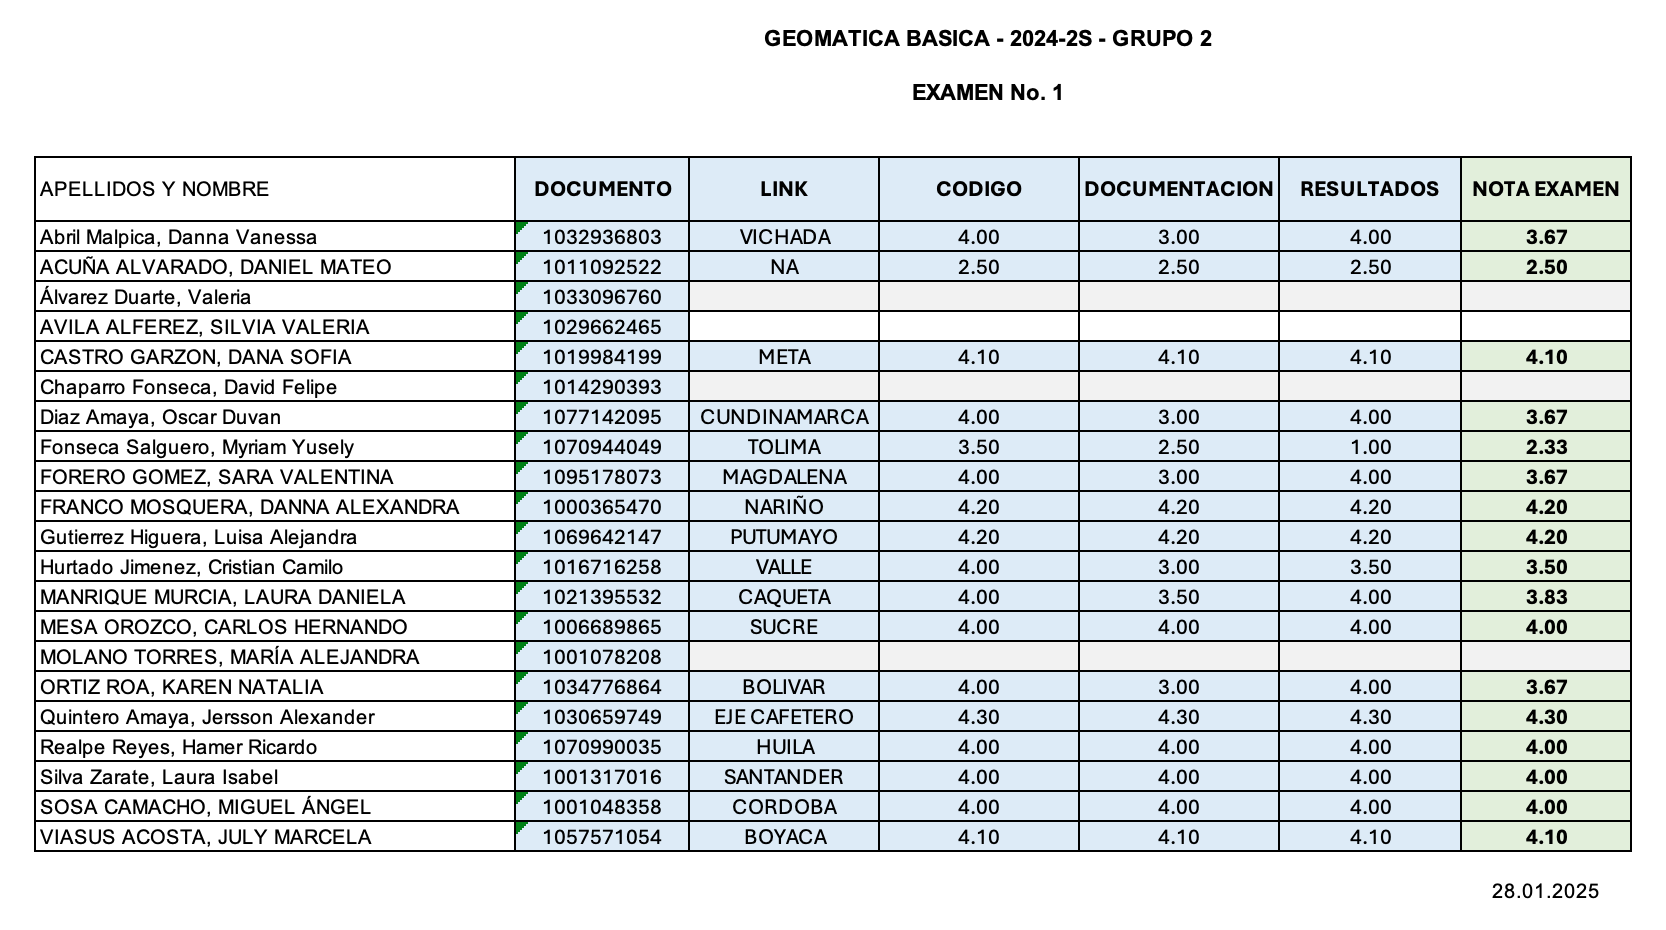 GEOMATICA BASICA - 2024-2S - GRUPO 2
EXAMEN No. 1
APELLIDOS Y NOMBRE DOCUMENTO LINK CODIGO DOCUMENTACION RESULTADOS NOTA EXAMEN
Abril Malpica, Danna Vanessa 1032936803 VICHADA 4.00 3.00 4.00 3.67
ACUÑA ALVARADO, DANIEL MATEO 1011092522 NA 2.50 2.50 2.50 2.50
Álvarez Duarte, Valeria 1033096760
AVILA ALFEREZ, SILVIA VALERIA 1029662465
CASTRO GARZON, DANA SOFIA 1019984199 META 4.10 4.10 4.10 4.10
Chaparro Fonseca, David Felipe 1014290393
Diaz Amaya, Oscar Duvan 1077142095 CUNDINAMARCA 4.00 3.00 4.00 3.67
Fonseca Salguero, Myriam Yusely 1070944049 TOLIMA 3.50 2.50 1.00 2.33
FORERO GOMEZ, SARA VALENTINA 1095178073 MAGDALENA 4.00 3.00 4.00 3.67
FRANCO MOSQUERA, DANNA ALEXANDRA 1000365470 NARIÑO 4.20 4.20 4.20 4.20
Gutierrez Higuera, Luisa Alejandra 1069642147 PUTUMAYO 4.20 4.20 4.20 4.20
Hurtado Jimenez, Cristian Camilo 1016716258 VALLE 4.00 3.00 3.50 3.50
MANRIQUE MURCIA, LAURA DANIELA 1021395532 CAQUETA 4.00 3.50 4.00 3.83
MESA OROZCO, CARLOS HERNANDO 1006689865 SUCRE 4.00 4.00 4.00 4.00
MOLANO TORRES, MARÍA ALEJANDRA 1001078208
ORTIZ ROA, KAREN NATALIA 1034776864 BOLIVAR 4.00 3.00 4.00 3.67
Quintero Amaya, Jersson Alexander 1030659749 EJE CAFETERO 4.30 4.30 4.30 4.30
Realpe Reyes, Hamer Ricardo 1070990035 HUILA 4.00 4.00 4.00 4.00
Silva Zarate, Laura Isabel 1001317016 SANTANDER 4.00 4.00 4.00 4.00
SOSA CAMACHO, MIGUEL ÁNGEL 1001048358 CORDOBA 4.00 4.00 4.00 4.00
VIASUS ACOSTA, JULY MARCELA 1057571054 BOYACA 4.10 4.10 4.10 4.10
28.01.2025